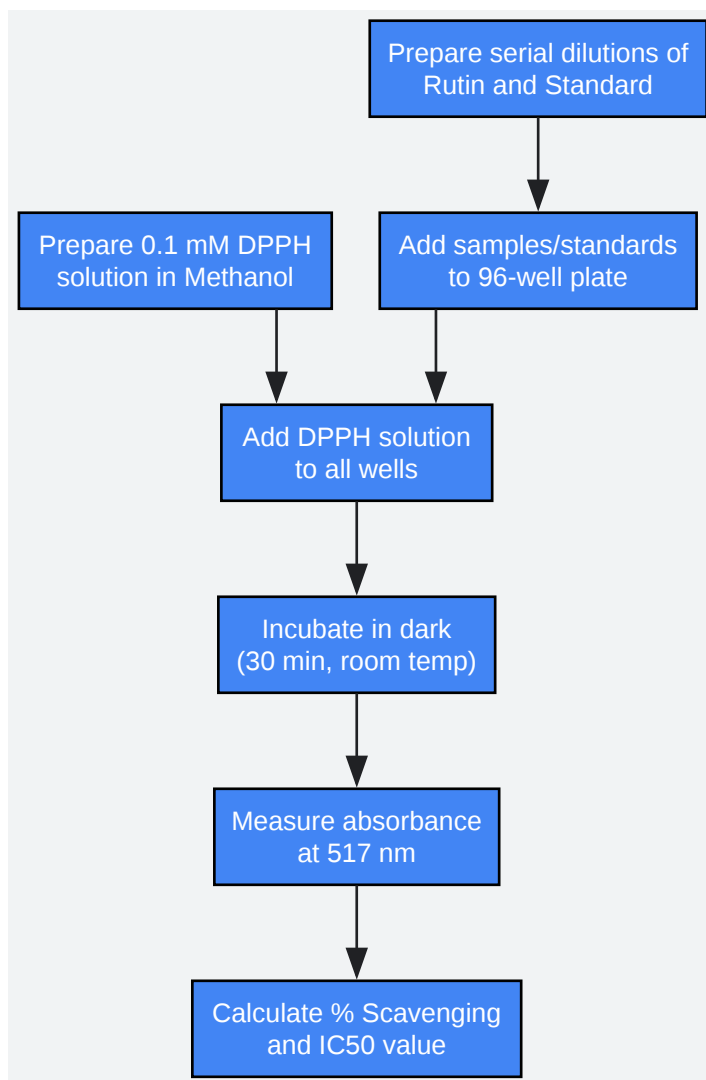 Prepare serial dilutions of
Rutin and Standard
Prepare 0.1 mM DPPH
solution in Methanol
Add samples/standards
to 96-well plate
Add DPPH solution
to all wells
Incubate in dark
(30 min, room temp)
Measure absorbance
at 517 nm
Calculate % Scavenging
and IC50 value